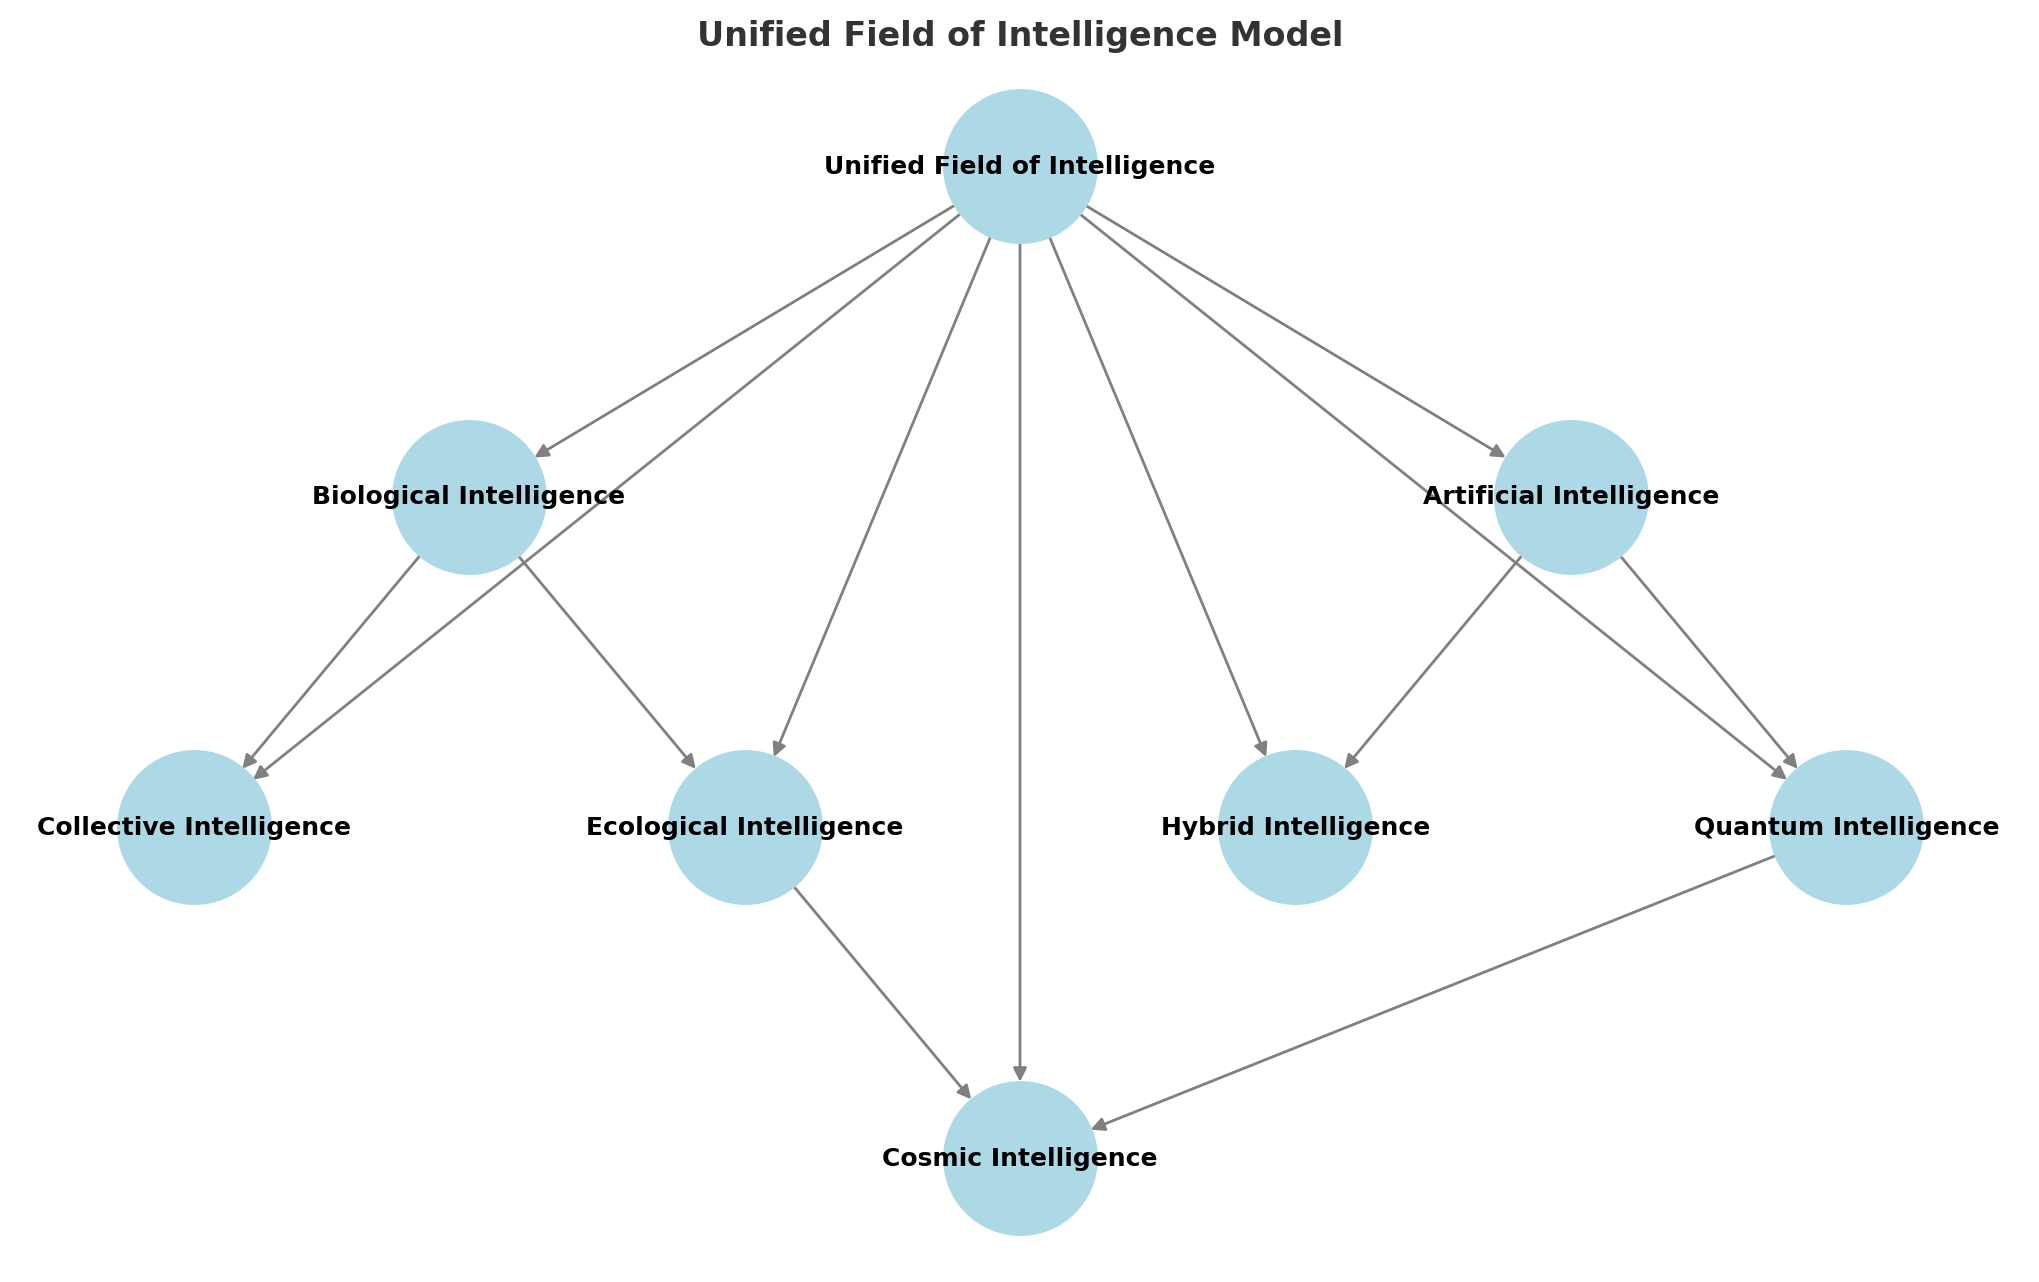 Unified Field of Intelligence Model
Unified Field of Intelligence
Biological Intelligence
Artificial Intelligence
Collective Intelligence
Ecological Intelligence
Hybrid Intelligence
Quantum Intelligence
Cosmic Intelligence